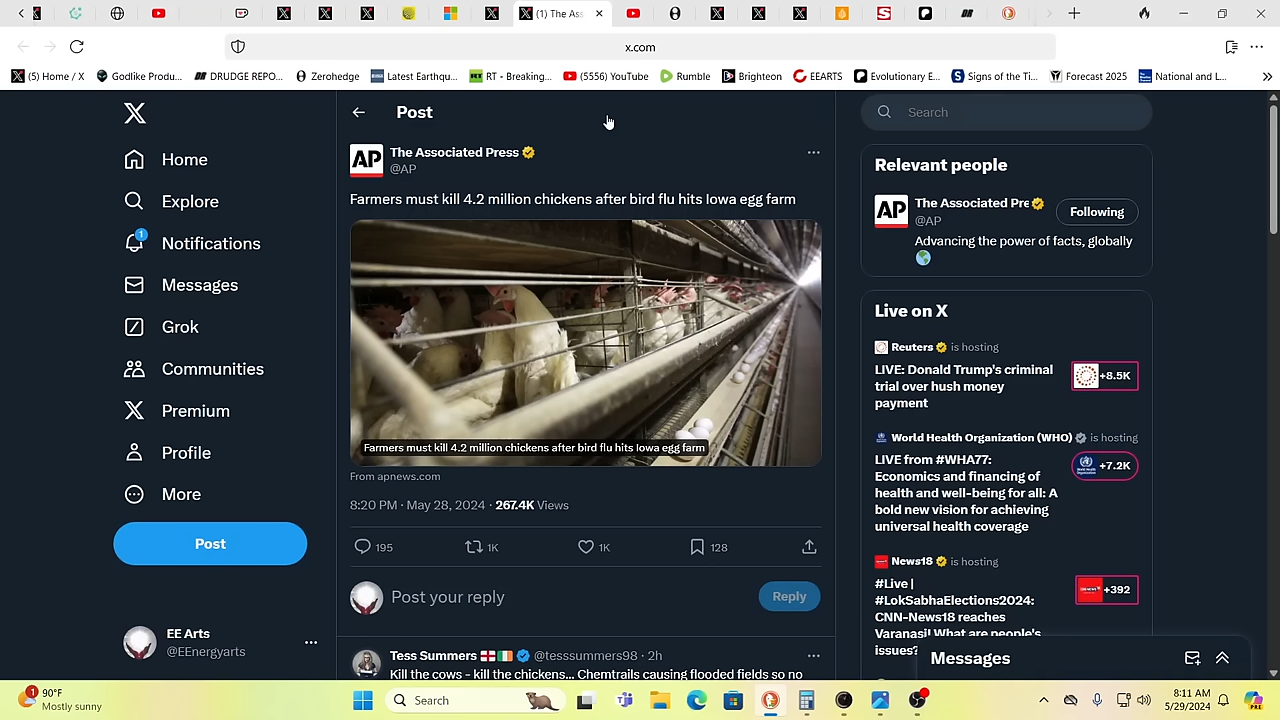 (1) The Ass
x.com
(5) Home / X
Godlike Produ...
DRUDGE REPO...
Zerohedge
Latest Earthqu...
RT - Breaking...
(5556) YouTube
Rumble
Brighteon
EEARTS
Evolutionary E...
Signs of the Ti...
Forecast 2025
National and L...
Post
Search
The Associated Press
@AP
Farmers must kill 4.2 million chickens after bird flu hits Iowa egg farm
Farmers must kill 4.2 million chickens after bird flu hits Iowa egg farm
From apnews.com
8:20 PM · May 28, 2024 · 267.4K Views
195
1K
1K
128
Post your reply
Reply
Tess Summers @tesssummers98 · 2h
Kill the cows - kill the chickens... Chemtrails causing flooded fields so no
Home
Explore
1
Notifications
Messages
Grok
Communities
Premium
Profile
More
Post
EE Arts
@EEnergyarts
Relevant people
AP
The Associated Pre
@AP
Following
Advancing the power of facts, globally
Live on X
Reuters is hosting
LIVE: Donald Trump's criminal
trial over hush money
payment
+8.5K
World Health Organization (WHO) is hosting
LIVE from #WHA77:
Economics and financing of
health and well-being for all: A
bold new vision for achieving
universal health coverage
+7.2K
News18 is hosting
#Live |
#LokSabhaElections2024:
CNN-News18 reaches
Varanasi! What are people's
issues?
+392
Messages
1
90°F
Mostly sunny
Search
8:11 AM
5/29/2024